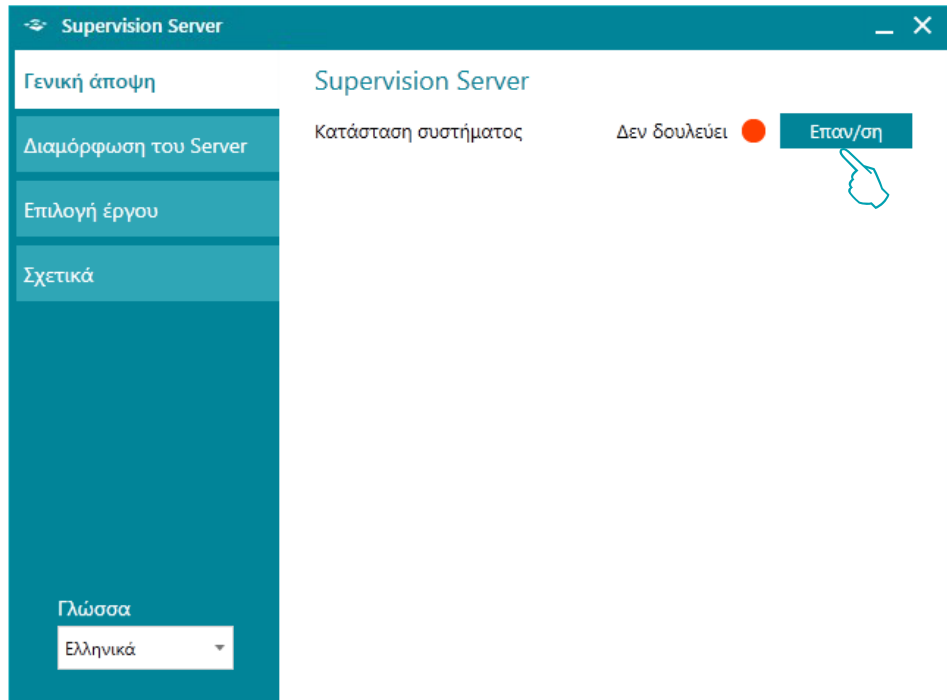 Supervision Server
Γενική άποψη
Διαμόρφωση του Server
Επιλογή έργου
Σχετικά
Γλώσσα
Ελληνικά
Supervision Server
Κατάσταση συστήματος Δεν δουλεύει Επαν/ση